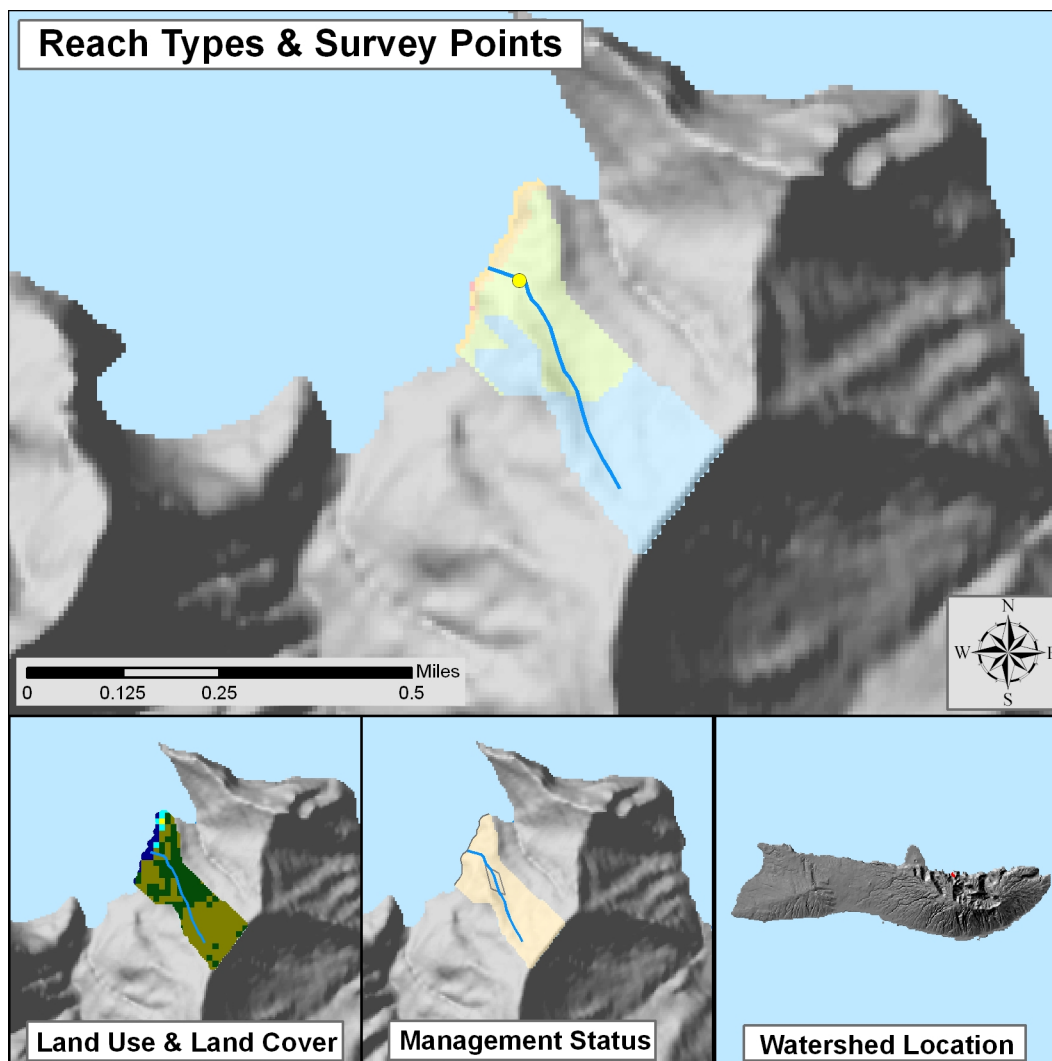 Reach Types & Survey Points
N
W
E
S
Miles
0
0.125
0.25
0.5
Land Use & Land Cover
Management Status
Watershed Location